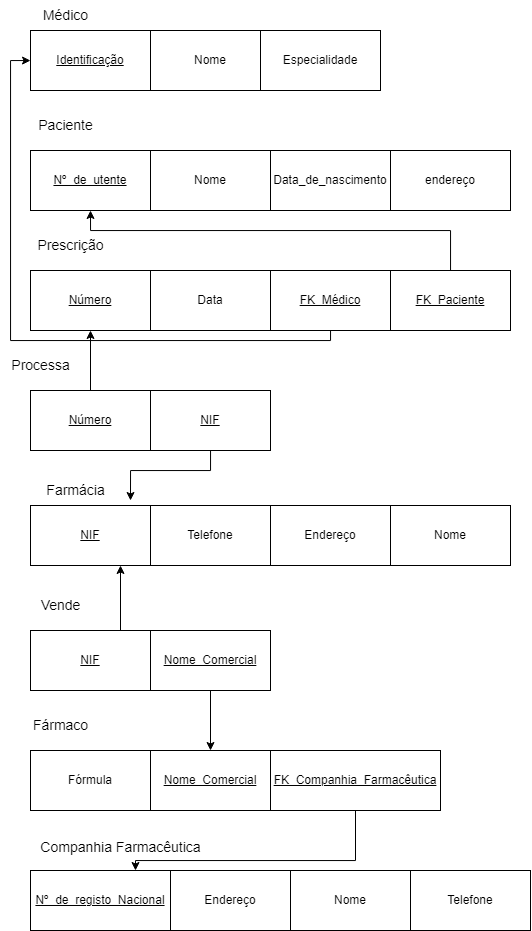 Médico
Identificação Nome Especialidade
Paciente
Nº_de_utente Nome Data_de_nascimento endereço
Prescrição
Número Data FK_Médico FK_Paciente
Processa
Número NIF
Farmácia
NIF Telefone Endereço Nome
Vende
NIF Nome_Comercial
Fármaco
Fórmula Nome_Comercial FK_Companhia_Farmacêutica
Companhia Farmacêutica
Nº_de_registo_Nacional Endereço Nome Telefone